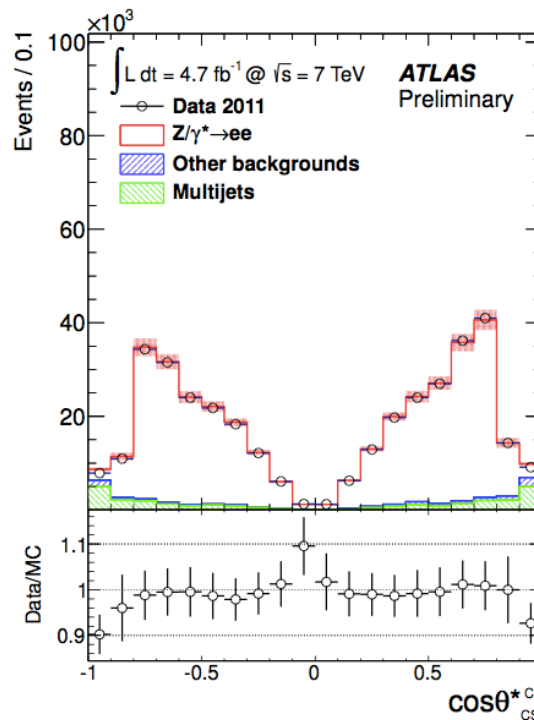 ×10³
Events / 0.1
100
80
60
40
20
∫ L dt = 4.7 fb⁻¹ @ √s = 7 TeV
ATLAS
Preliminary
Data 2011
Z/γ*→ee
Other backgrounds
Multijets
Data/MC
1.1
1
0.9
-1 -0.5 0 0.5
cosθ* C
CS